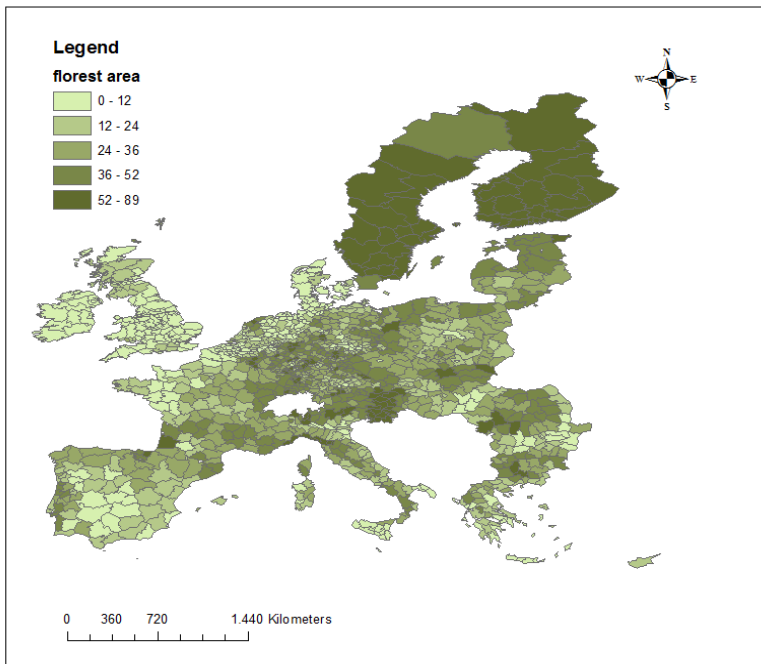 Legend
florest area
0 - 12
12 - 24
24 - 36
36 - 52
52 - 89
N
W E
S
0 360 720 1.440 Kilometers